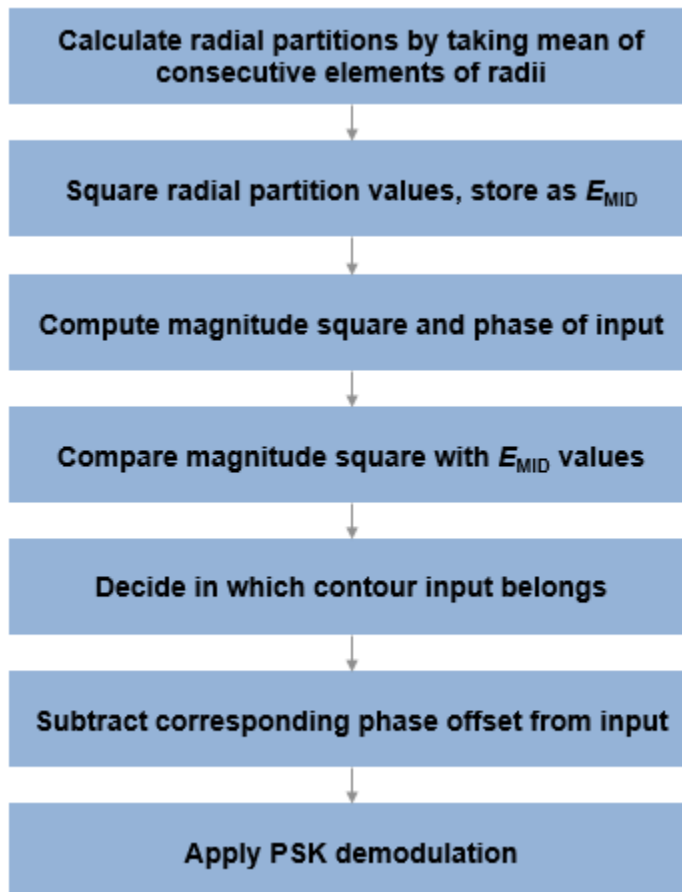 Calculate radial partitions by taking mean of
consecutive elements of radii
Square radial partition values, store as EMID
Compute magnitude square and phase of input
Compare magnitude square with EMID values
Decide in which contour input belongs
Subtract corresponding phase offset from input
Apply PSK demodulation